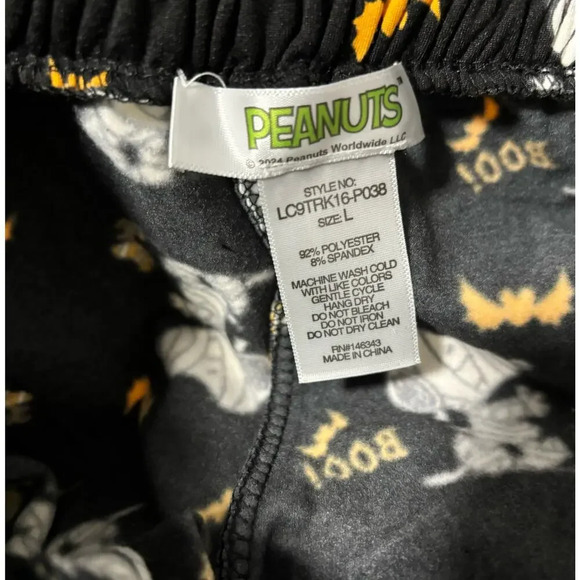 PEANUTS™
© 2024 Peanuts Worldwide LLC
STYLE NO:
LC9TRK16-P038
SIZE: L
92% POLYESTER
8% SPANDEX
MACHINE WASH COLD
WITH LIKE COLORS
GENTLE CYCLE
HANG DRY
DO NOT BLEACH
DO NOT IRON
DO NOT DRY CLEAN
RN#146343
MADE IN CHINA
BOO!
BOO!